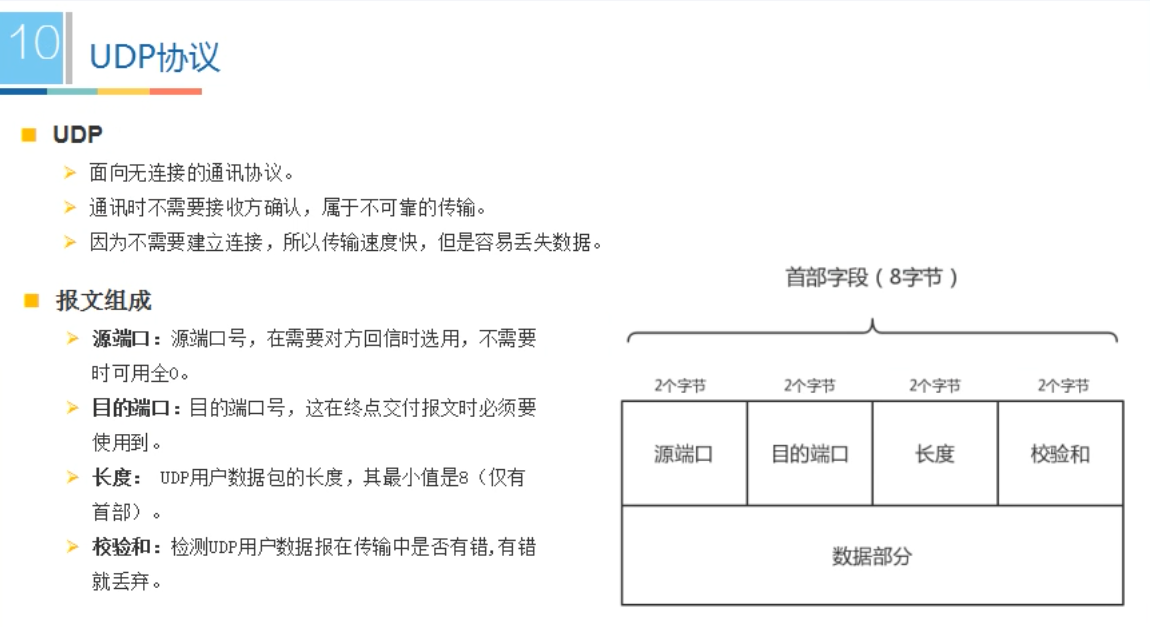 10
UDP协议
UDP
面向无连接的通讯协议。
通讯时不需要接收方确认，属于不可靠的传输。
因为不需要建立连接，所以传输速度快，但是容易丢失数据。
报文组成
源端口：源端口号，在需要对方回信时选用，不需要
时可用全0。
目的端口：目的端口号，这在终点交付报文时必须要
使用到。
长度： UDP用户数据包的长度，其最小值是8（仅有
首部）。
校验和：检测UDP用户数据报在传输中是否有错,有错
就丢弃。
首部字段（8字节）
2个字节 2个字节 2个字节 2个字节
源端口 目的端口 长度 校验和
数据部分